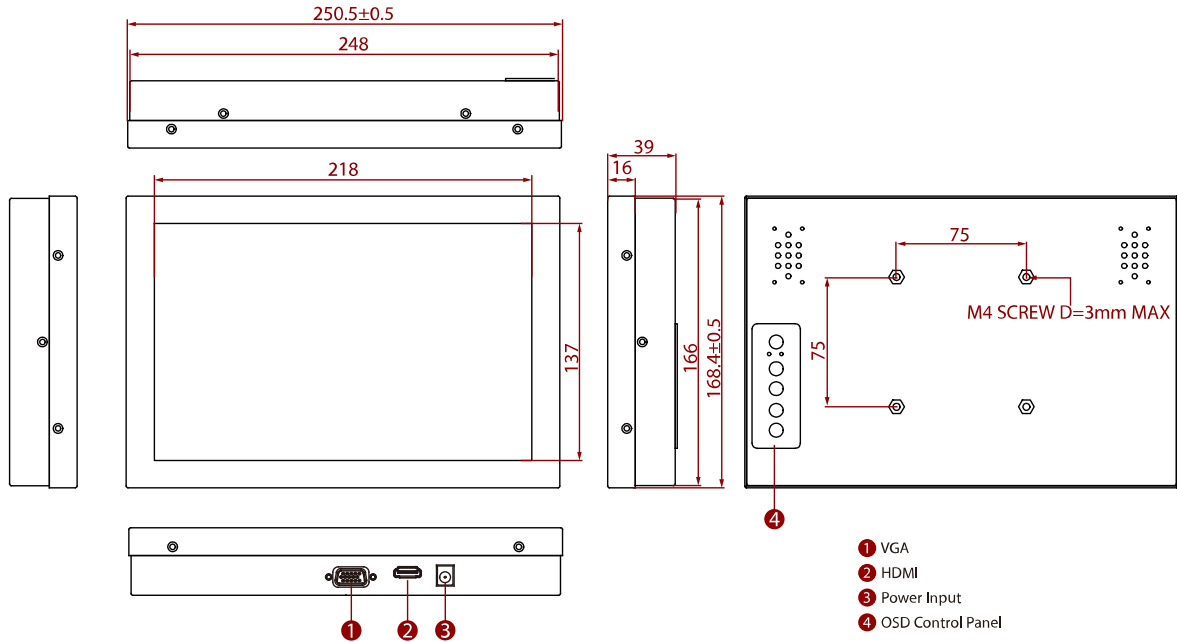 250.5±0.5
248
218
137
39
16
166
168.4±0.5
75
75
M4 SCREW D=3mm MAX
4
1 2 3
1 VGA
2 HDMI
3 Power Input
4 OSD Control Panel